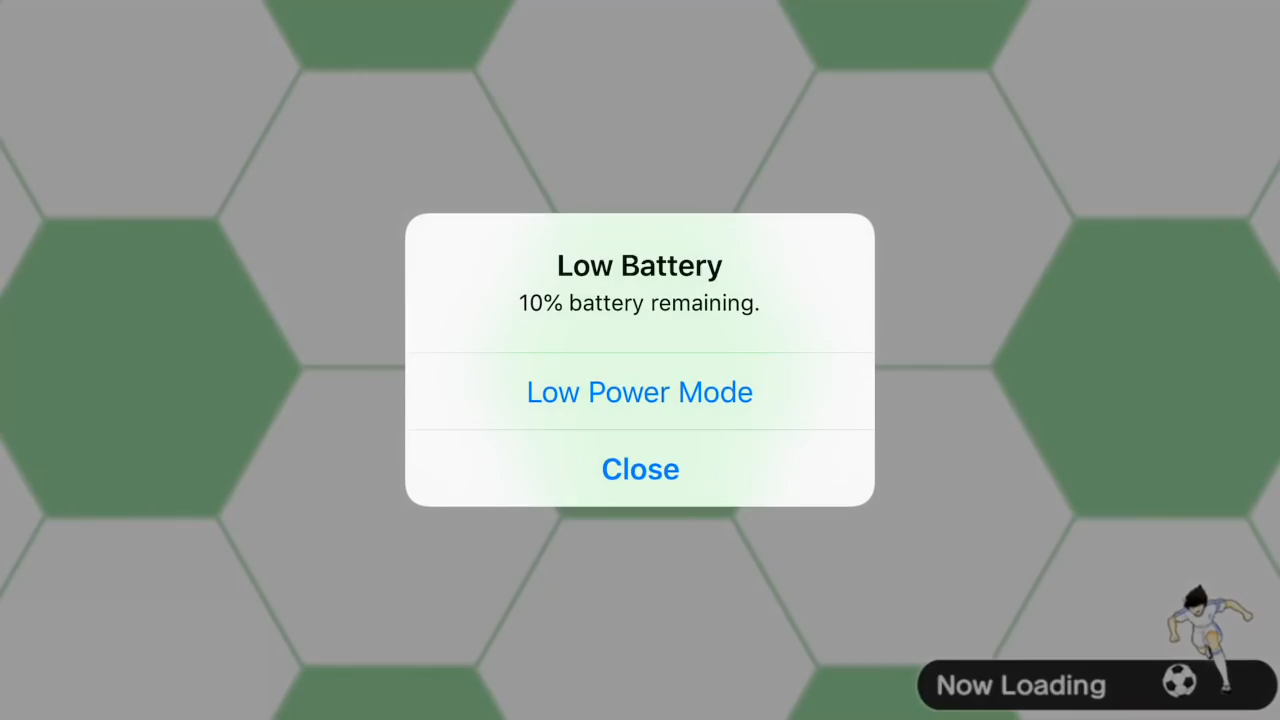 Low Battery
10% battery remaining.
Low Power Mode
Close
Now Loading